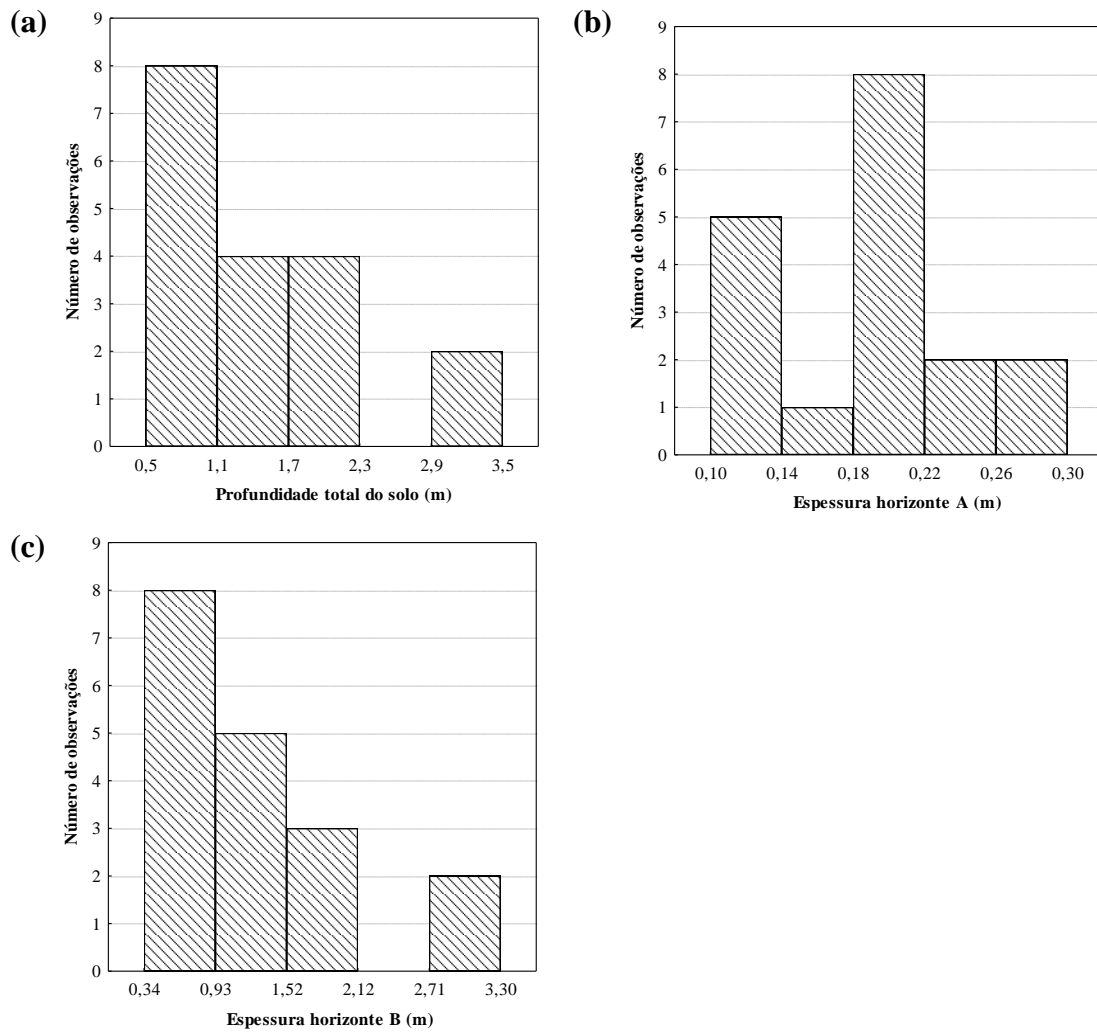 (a)
Número de observações
9
8
7
6
5
4
3
2
1
0
0,5 1,1 1,7 2,3 2,9 3,5
Profundidade total do solo (m)
(b)
Número de observações
9
8
7
6
5
4
3
2
1
0
0,10 0,14 0,18 0,22 0,26 0,30
Espessura horizonte A (m)
(c)
Número de observações
9
8
7
6
5
4
3
2
1
0
0,34 0,93 1,52 2,12 2,71 3,30
Espessura horizonte B (m)